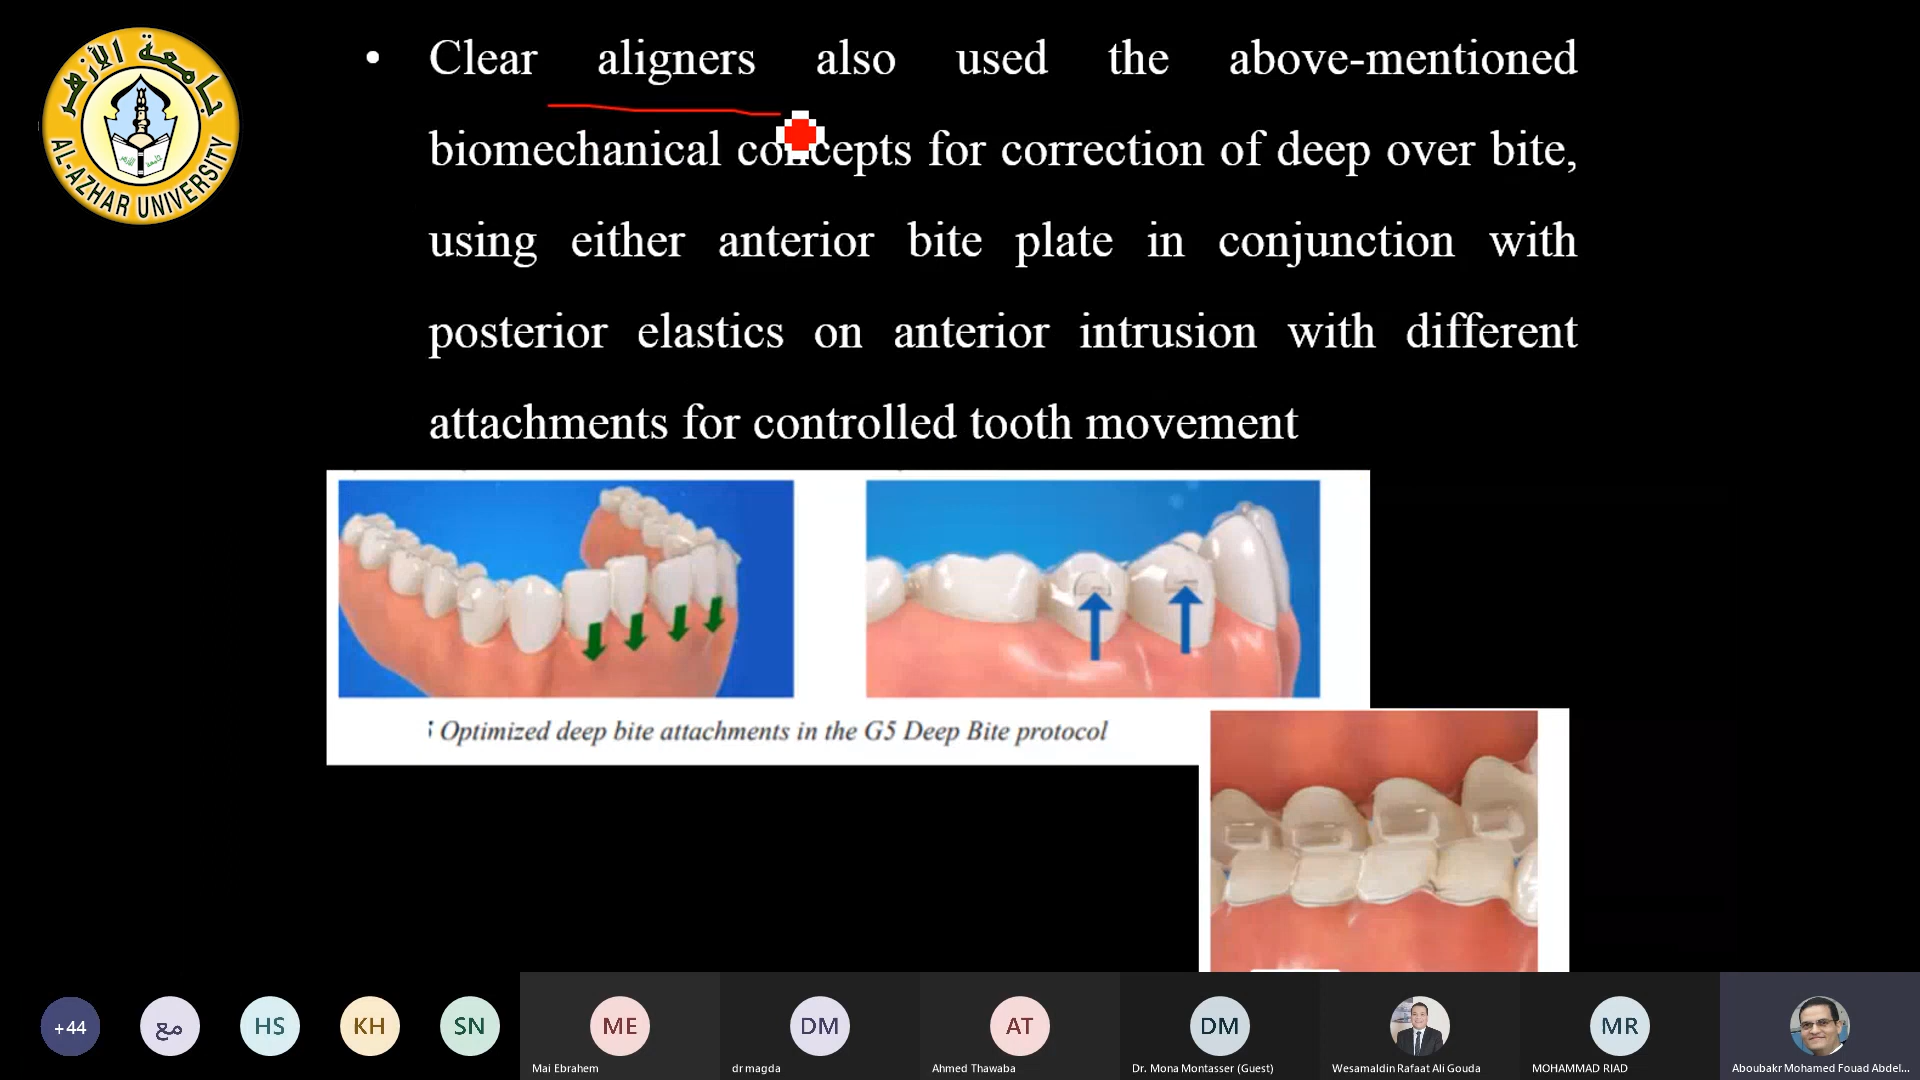 جامعة الأزهر
AL-AZHAR UNIVERSITY
• Clear aligners also used the above-mentioned
biomechanical concepts for correction of deep over bite,
using either anterior bite plate in conjunction with
posterior elastics on anterior intrusion with different
attachments for controlled tooth movement
Optimized deep bite attachments in the G5 Deep Bite protocol
+44
مع
HS
KH
SN
ME
DM
AT
DM
MR
Mai Ebrahem
dr magda
Ahmed Thawaba
Dr. Mona Montasser (Guest)
Wesamaldin Rafaat Ali Gouda
MOHAMMAD RIAD
Aboubakr Mohamed Fouad Abdel...